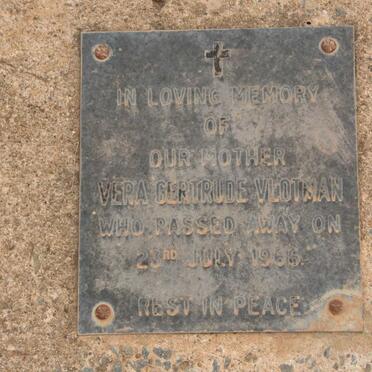 IN LOVING MEMORY
OF
OUR MOTHER
VERA GERTRUDE VLOTMAN
WHO PASSED AWAY ON
JULY
REST IN PEACE